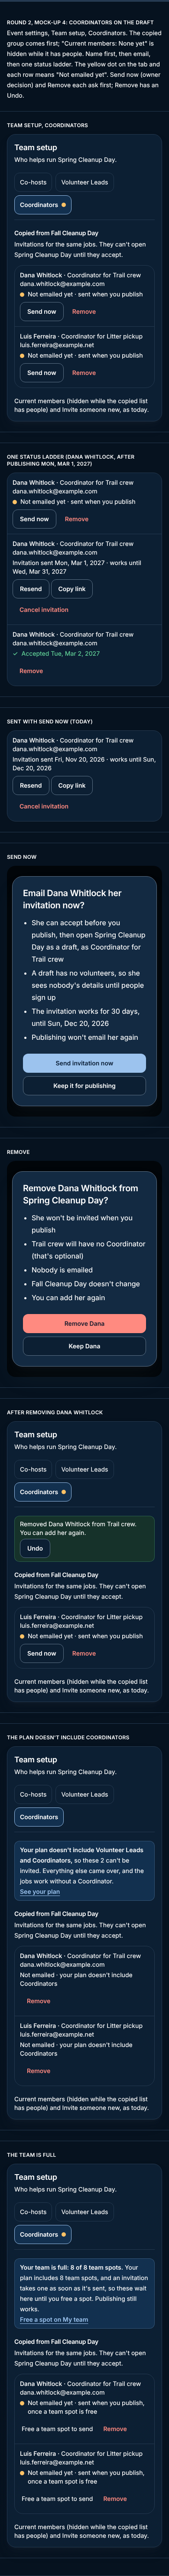 ROUND 2, MOCK-UP 4: COORDINATORS ON THE DRAFT
Event settings, Team setup, Coordinators. The copied
group comes first; "Current members: None yet" is
hidden while it has people. Name first, then email,
then one status ladder. The yellow dot on the tab and
each row means "Not emailed yet". Send now (owner
decision) and Remove each ask first; Remove has an
Undo.
TEAM SETUP, COORDINATORS
Team setup
Who helps run Spring Cleanup Day.
Co-hosts
Volunteer Leads
Coordinators
Copied from Fall Cleanup Day
Invitations for the same jobs. They can't open
Spring Cleanup Day until they accept.
Dana Whitlock · Coordinator for Trail crew
dana.whitlock@example.com
Not emailed yet · sent when you publish
Send now
Remove
Luis Ferreira · Coordinator for Litter pickup
luis.ferreira@example.net
Not emailed yet · sent when you publish
Send now
Remove
Current members (hidden while the copied list
has people) and Invite someone new, as today.
ONE STATUS LADDER (DANA WHITLOCK, AFTER
PUBLISHING MON, MAR 1, 2027)
Dana Whitlock · Coordinator for Trail crew
dana.whitlock@example.com
Not emailed yet · sent when you publish
Send now
Remove
Dana Whitlock · Coordinator for Trail crew
dana.whitlock@example.com
Invitation sent Mon, Mar 1, 2027 · works until
Wed, Mar 31, 2027
Resend
Copy link
Cancel invitation
Dana Whitlock · Coordinator for Trail crew
dana.whitlock@example.com
✓ Accepted Tue, Mar 2, 2027
Remove
SENT WITH SEND NOW (TODAY)
Dana Whitlock · Coordinator for Trail crew
dana.whitlock@example.com
Invitation sent Fri, Nov 20, 2026 · works until Sun,
Dec 20, 2026
Resend
Copy link
Cancel invitation
SEND NOW
Email Dana Whitlock her
invitation now?
• She can accept before you
publish, then open Spring Cleanup
Day as a draft, as Coordinator for
Trail crew
• A draft has no volunteers, so she
sees nobody's details until people
sign up
• The invitation works for 30 days,
until Sun, Dec 20, 2026
• Publishing won't email her again
Send invitation now
Keep it for publishing
REMOVE
Remove Dana Whitlock from
Spring Cleanup Day?
• She won't be invited when you
publish
• Trail crew will have no Coordinator
(that's optional)
• Nobody is emailed
• Fall Cleanup Day doesn't change
• You can add her again
Remove Dana
Keep Dana
AFTER REMOVING DANA WHITLOCK
Team setup
Who helps run Spring Cleanup Day.
Co-hosts
Volunteer Leads
Coordinators
Removed Dana Whitlock from Trail crew.
You can add her again.
Undo
Copied from Fall Cleanup Day
Invitations for the same jobs. They can't open
Spring Cleanup Day until they accept.
Luis Ferreira · Coordinator for Litter pickup
luis.ferreira@example.net
Not emailed yet · sent when you publish
Send now
Remove
Current members (hidden while the copied list
has people) and Invite someone new, as today.
THE PLAN DOESN'T INCLUDE COORDINATORS
Team setup
Who helps run Spring Cleanup Day.
Co-hosts
Volunteer Leads
Coordinators
Your plan doesn't include Volunteer Leads
and Coordinators, so these 2 can't be
invited. Everything else came over, and the
jobs work without a Coordinator.
See your plan
Copied from Fall Cleanup Day
Invitations for the same jobs. They can't open
Spring Cleanup Day until they accept.
Dana Whitlock · Coordinator for Trail crew
dana.whitlock@example.com
Not emailed · your plan doesn't include
Coordinators
Remove
Luis Ferreira · Coordinator for Litter pickup
luis.ferreira@example.net
Not emailed · your plan doesn't include
Coordinators
Remove
Current members (hidden while the copied list
has people) and Invite someone new, as today.
THE TEAM IS FULL
Team setup
Who helps run Spring Cleanup Day.
Co-hosts
Volunteer Leads
Coordinators
Your team is full: 8 of 8 team spots. Your
plan includes 8 team spots, and an invitation
takes one as soon as it's sent, so these wait
here until you free a spot. Publishing still
works.
Free a spot on My team
Copied from Fall Cleanup Day
Invitations for the same jobs. They can't open
Spring Cleanup Day until they accept.
Dana Whitlock · Coordinator for Trail crew
dana.whitlock@example.com
Not emailed yet · sent when you publish,
once a team spot is free
Free a team spot to send
Remove
Luis Ferreira · Coordinator for Litter pickup
luis.ferreira@example.net
Not emailed yet · sent when you publish,
once a team spot is free
Free a team spot to send
Remove
Current members (hidden while the copied list
has people) and Invite someone new, as today.